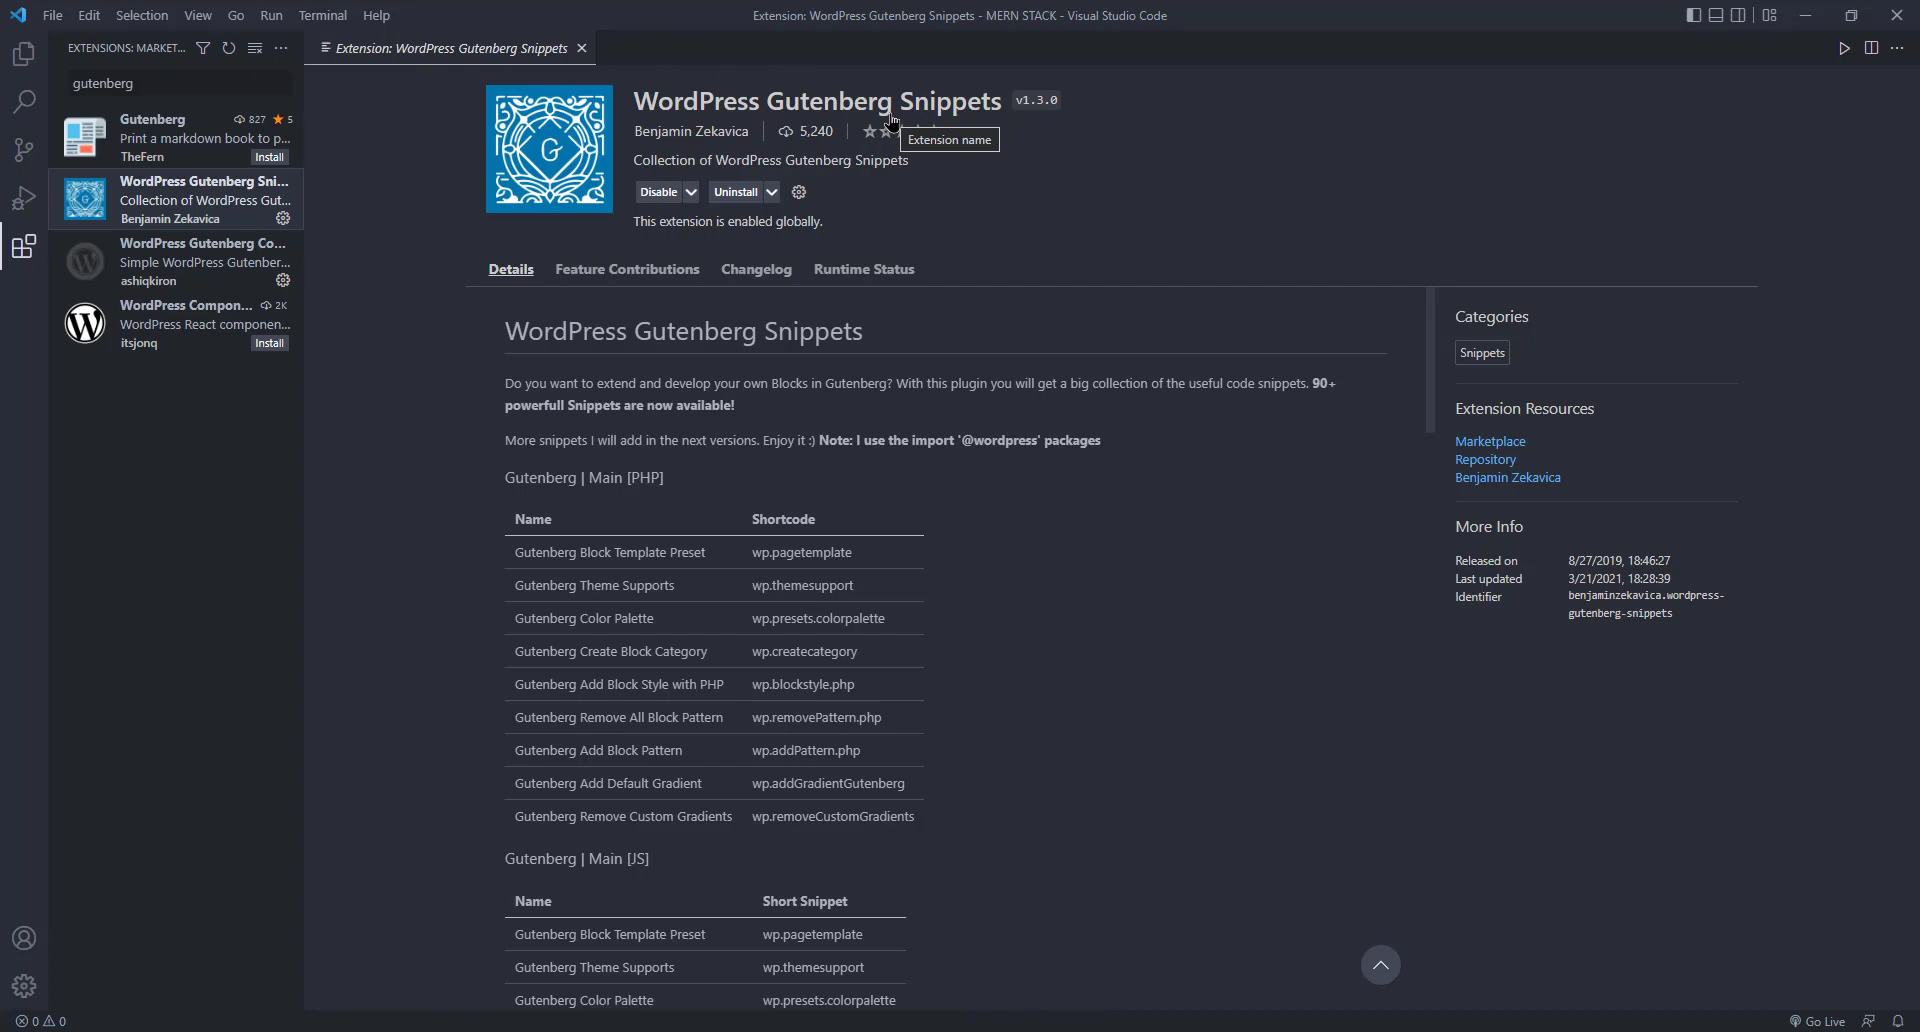 File Edit Selection View Go Run Terminal Help
Extension: WordPress Gutenberg Snippets - MERN STACK - Visual Studio Code
EXTENSIONS: MARKET...
Extension: WordPress Gutenberg Snippets
gutenberg
Gutenberg 827 5
Print a markdown book to p...
TheFern Install
WordPress Gutenberg Sni...
Collection of WordPress Gut...
Benjamin Zekavica
WordPress Gutenberg Co...
Simple WordPress Gutenber...
ashiqkiron
WordPress Compon... 2K
WordPress React componen...
itsjonq Install
G
WordPress Gutenberg Snippets v1.3.0
Benjamin Zekavica 5,240
Extension name
Collection of WordPress Gutenberg Snippets
Disable Uninstall
This extension is enabled globally.
Details Feature Contributions Changelog Runtime Status
WordPress Gutenberg Snippets
Do you want to extend and develop your own Blocks in Gutenberg? With this plugin you will get a big collection of the useful code snippets. 90+
powerfull Snippets are now available!
More snippets I will add in the next versions. Enjoy it :) Note: I use the import '@wordpress' packages
Gutenberg | Main [PHP]
Name Shortcode
Gutenberg Block Template Preset wp.pagetemplate
Gutenberg Theme Supports wp.themesupport
Gutenberg Color Palette wp.presets.colorpalette
Gutenberg Create Block Category wp.createcategory
Gutenberg Add Block Style with PHP wp.blockstyle.php
Gutenberg Remove All Block Pattern wp.removePattern.php
Gutenberg Add Block Pattern wp.addPattern.php
Gutenberg Add Default Gradient wp.addGradientGutenberg
Gutenberg Remove Custom Gradients wp.removeCustomGradients
Gutenberg | Main [JS]
Name Short Snippet
Gutenberg Block Template Preset wp.pagetemplate
Gutenberg Theme Supports wp.themesupport
Gutenberg Color Palette wp.presets.colorpalette
Categories
Snippets
Extension Resources
Marketplace
Repository
Benjamin Zekavica
More Info
Released on 8/27/2019, 18:46:27
Last updated 3/21/2021, 18:28:39
Identifier benjaminzekavica.wordpress-
gutenberg-snippets
0 0
Go Live